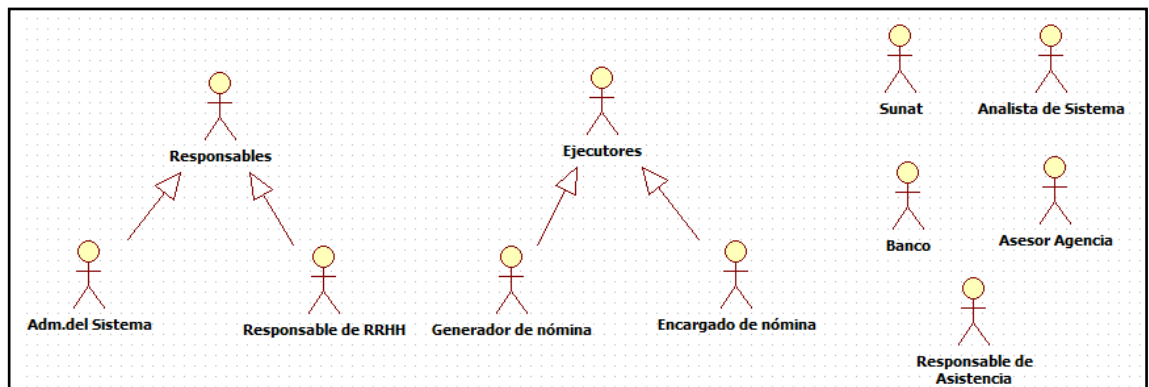 Sunat
Analista de Sistema
Responsables
Ejecutores
Banco
Asesor Agencia
Adm.del Sistema
Responsable de RRHH
Generador de nómina
Encargado de nómina
Responsable de
Asistencia